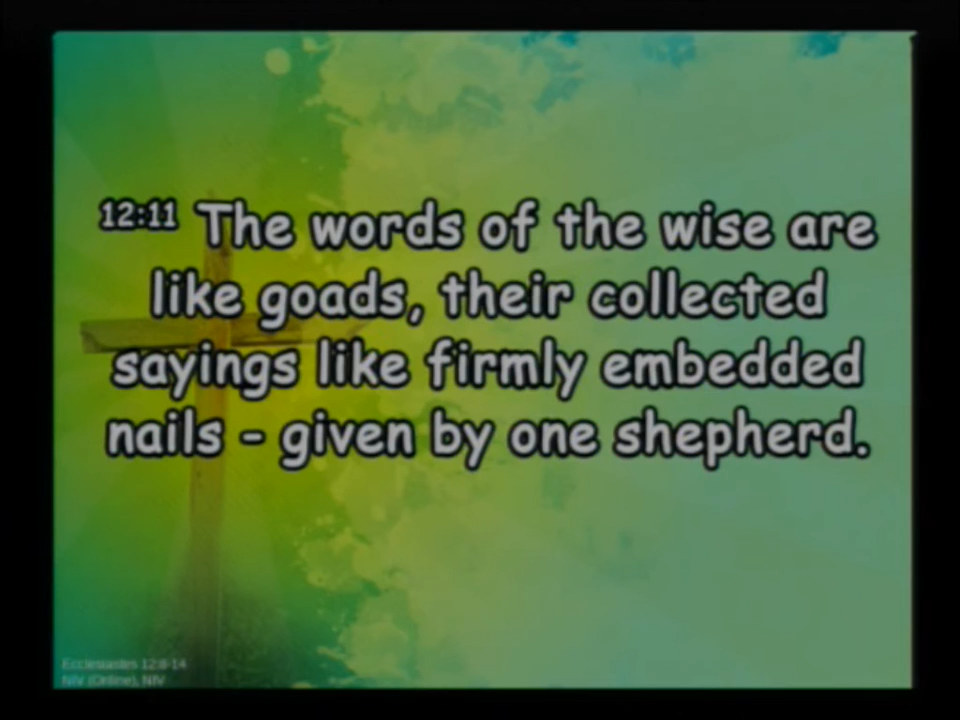 12:11 The words of the wise are
like goads, their collected
sayings like firmly embedded
nails – given by one shepherd.
Ecclesiastes 12:8-14
NIV (Online), NIV